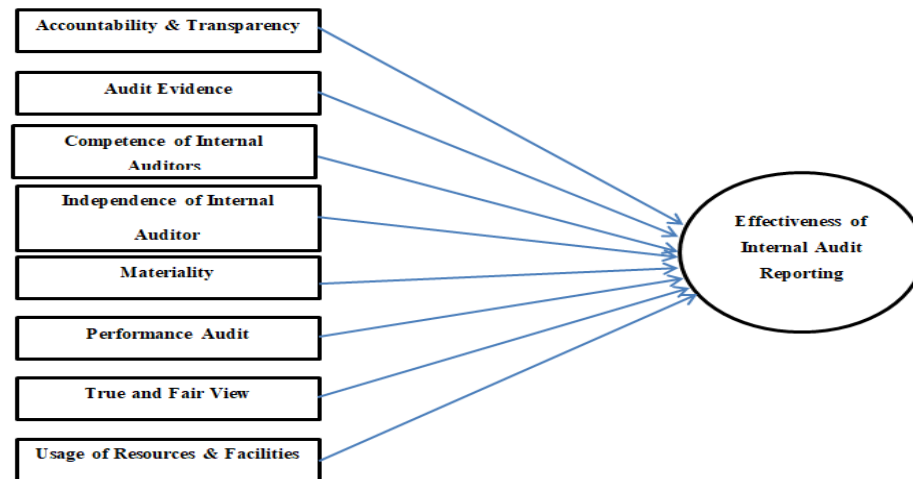 Accountability & Transparency
Audit Evidence
Competence of Internal
Auditors
Independence of Internal
Auditor
Materiality
Performance Audit
True and Fair View
Usage of Resources & Facilities
Effectiveness of
Internal Audit
Reporting